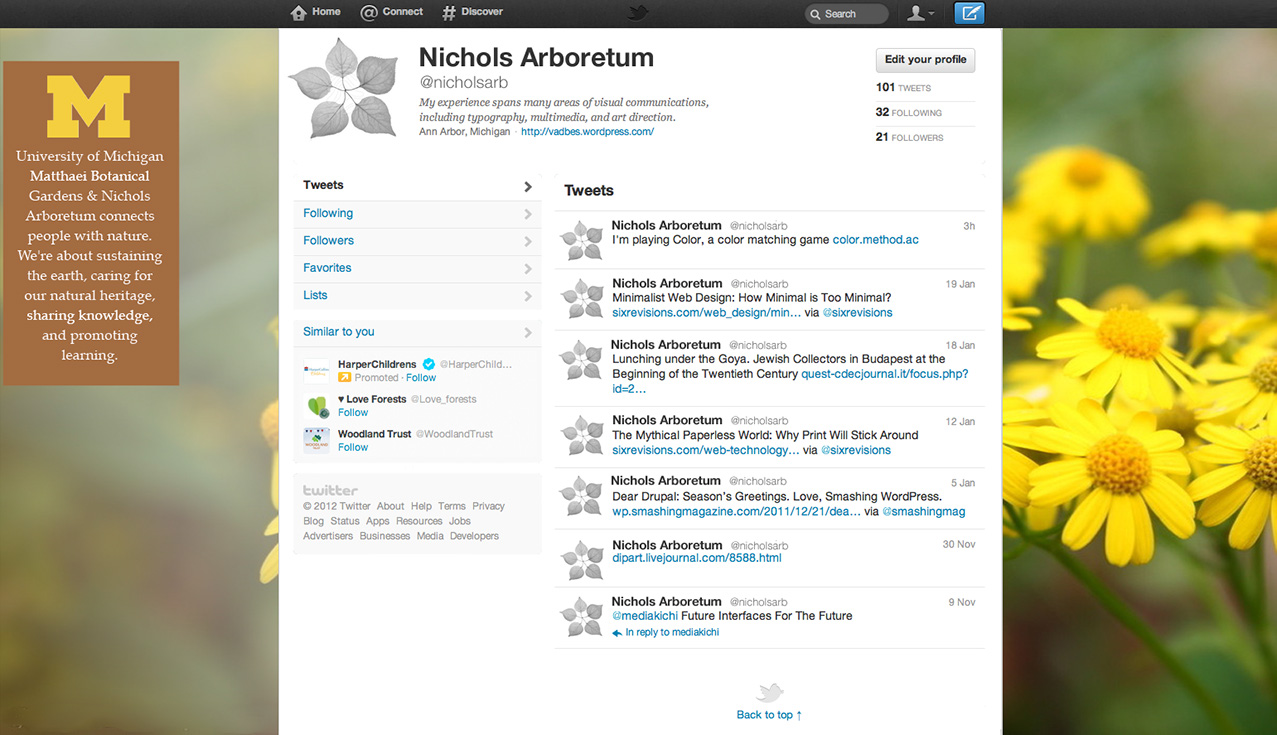 Home
Connect
Discover
Search
M
University of Michigan
Matthaei Botanical
Gardens & Nichols
Arboretum connects
people with nature.
We're about sustaining
the earth, caring for
our natural heritage,
sharing knowledge,
and promoting
learning.
Nichols Arboretum
@nicholsarb
My experience spans many areas of visual communications,
including typography, multimedia, and art direction.
Ann Arbor, Michigan · http://vadbes.wordpress.com/
Edit your profile
101 TWEETS
32 FOLLOWING
21 FOLLOWERS
Tweets
Following
Followers
Favorites
Lists
Similar to you
HarperChildrens @HarperChild...
Promoted · Follow
♥ Love Forests @Love_forests
Follow
Woodland Trust @WoodlandTrust
Follow
twitter
© 2012 Twitter About Help Terms Privacy
Blog Status Apps Resources Jobs
Advertisers Businesses Media Developers
Tweets
Nichols Arboretum @nicholsarb 3h
I'm playing Color, a color matching game color.method.ac
Nichols Arboretum @nicholsarb 19 Jan
Minimalist Web Design: How Minimal is Too Minimal?
sixrevisions.com/web_design/min... via @sixrevisions
Nichols Arboretum @nicholsarb 18 Jan
Lunching under the Goya. Jewish Collectors in Budapest at the
Beginning of the Twentieth Century quest-cdecjournal.it/focus.php?
id=2...
Nichols Arboretum @nicholsarb 12 Jan
The Mythical Paperless World: Why Print Will Stick Around
sixrevisions.com/web-technology... via @sixrevisions
Nichols Arboretum @nicholsarb 5 Jan
Dear Drupal: Season's Greetings. Love, Smashing WordPress.
wp.smashingmagazine.com/2011/12/21/dea... via @smashingmag
Nichols Arboretum @nicholsarb 30 Nov
dipart.livejournal.com/8588.html
Nichols Arboretum @nicholsarb 9 Nov
@mediakichi Future Interfaces For The Future
In reply to mediakichi
Back to top ↑